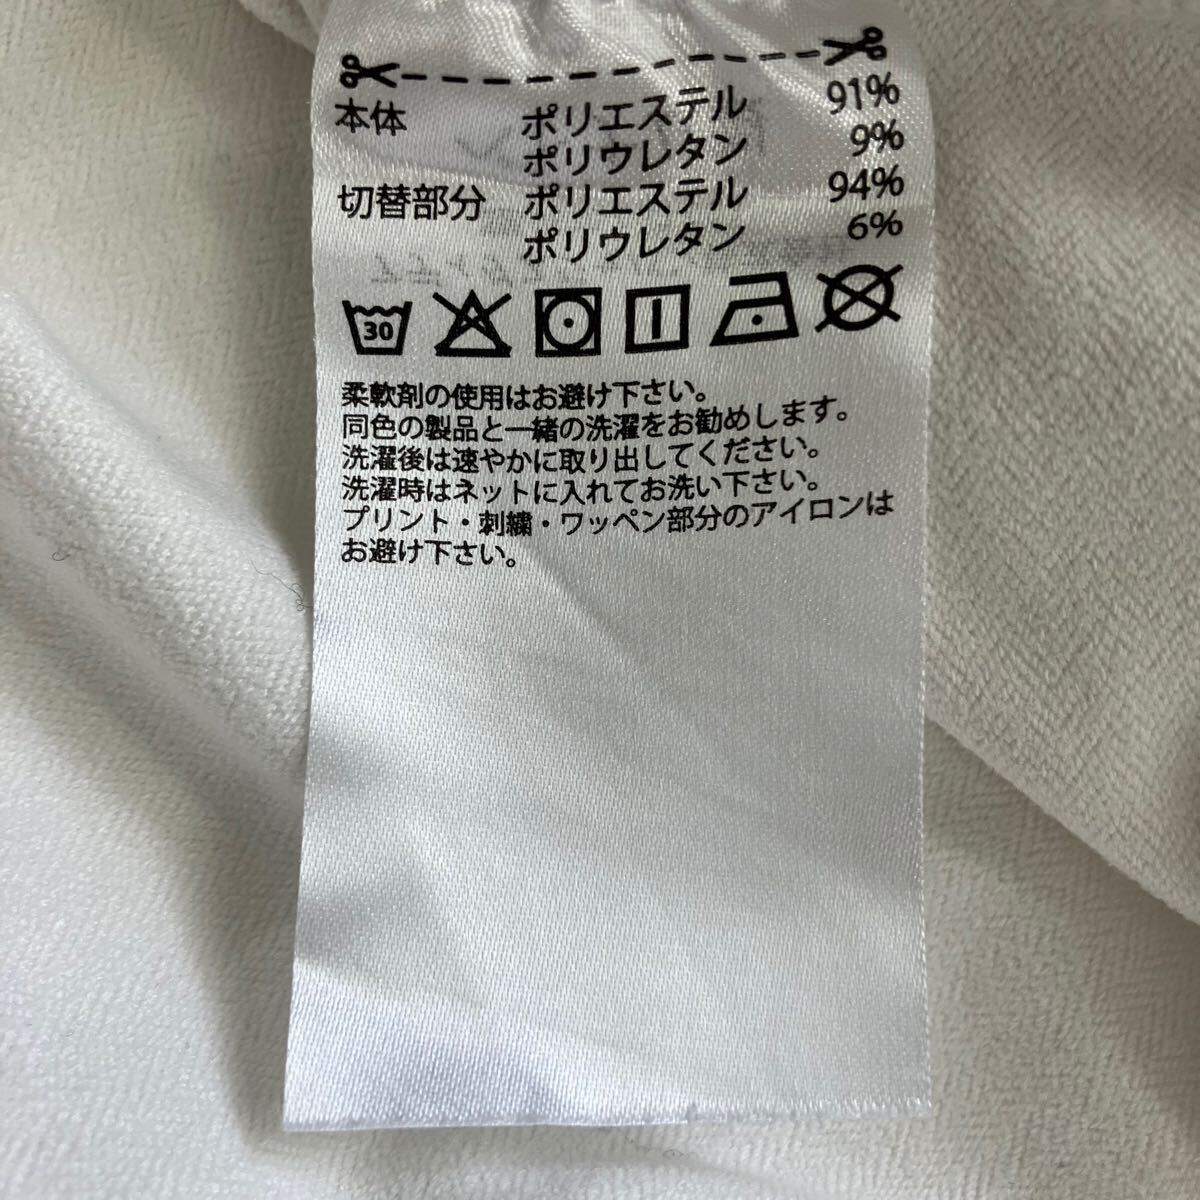 本体 ポリエステル 91%
ポリウレタン 9%
切替部分 ポリエステル 94%
ポリウレタン 6%
30
柔軟剤の使用はお避け下さい。
同色の製品と一緒の洗濯をお勧めします。
洗濯後は速やかに取り出してください。
洗濯時はネットに入れてお洗い下さい。
プリント・刺繍・ワッペン部分のアイロンは
お避け下さい。